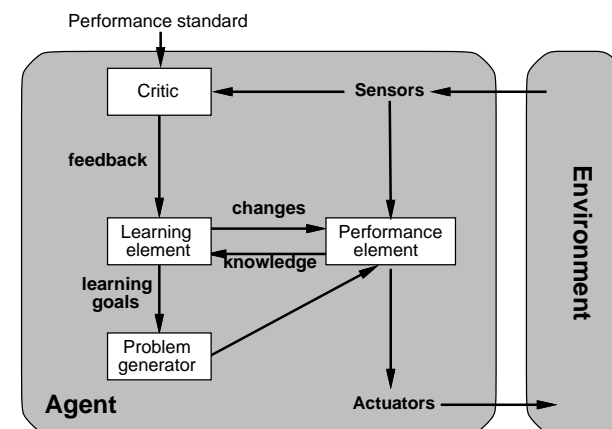 Performance standard
Critic
Sensors
feedback
changes
Learning
element
Performance
element
knowledge
learning
goals
Problem
generator
Agent
Actuators
Environment